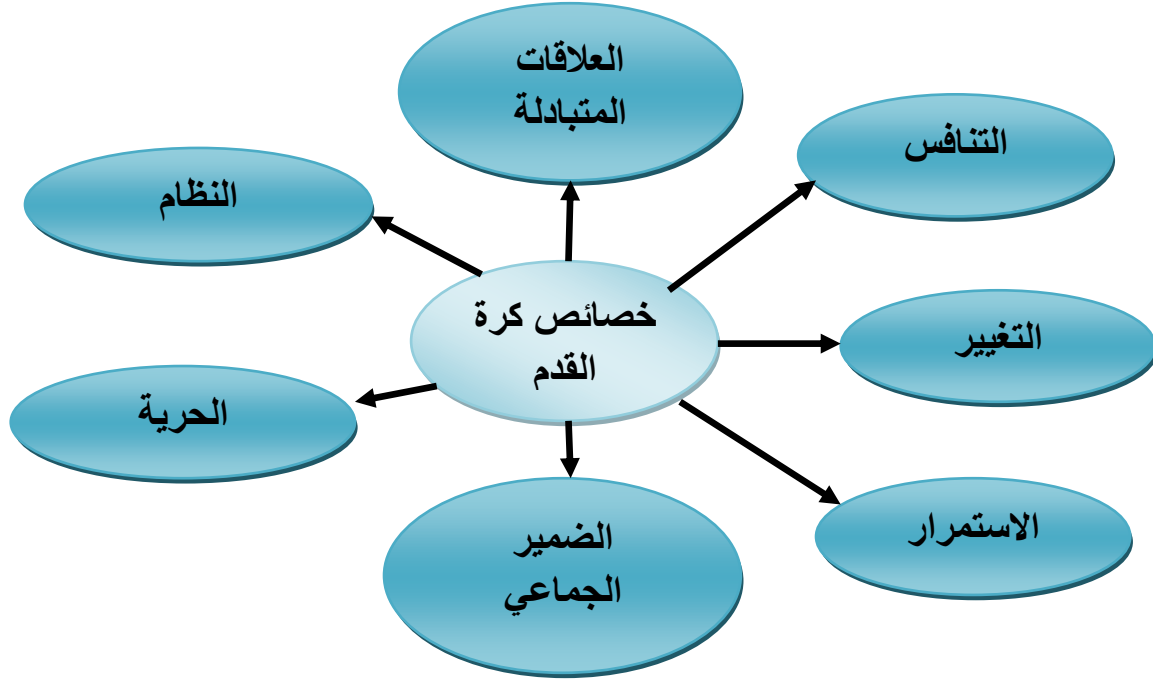 العلاقات
المتبادلة
التنافس
النظام
خصائص كرة
القدم
التغيير
الحرية
الاستمرار
الضمير
الجماعي